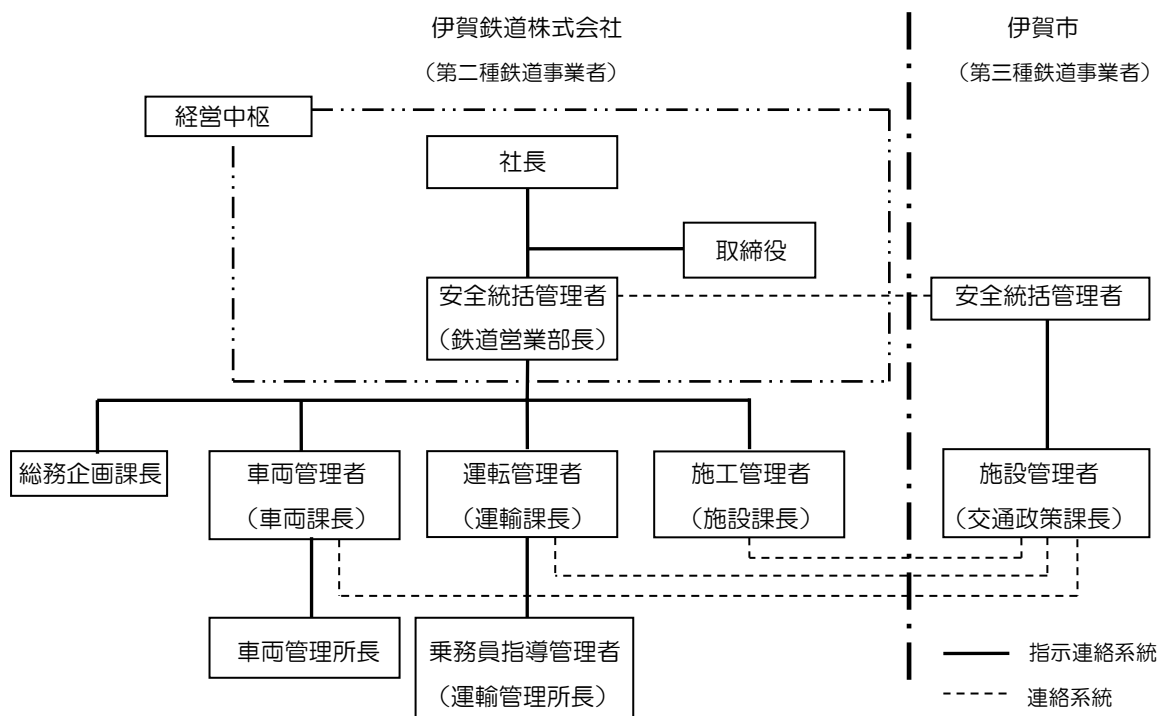 伊賀鉄道株式会社
（第二種鉄道事業者）
伊賀市
（第三種鉄道事業者）
経営中枢
社長
取締役
安全統括管理者
（鉄道営業部長）
安全統括管理者
総務企画課長
車両管理者
（車両課長）
運転管理者
（運輸課長）
施工管理者
（施設課長）
施設管理者
（交通政策課長）
車両管理所長
乗務員指導管理者
（運輸管理所長）
指示連絡系統
連絡系統